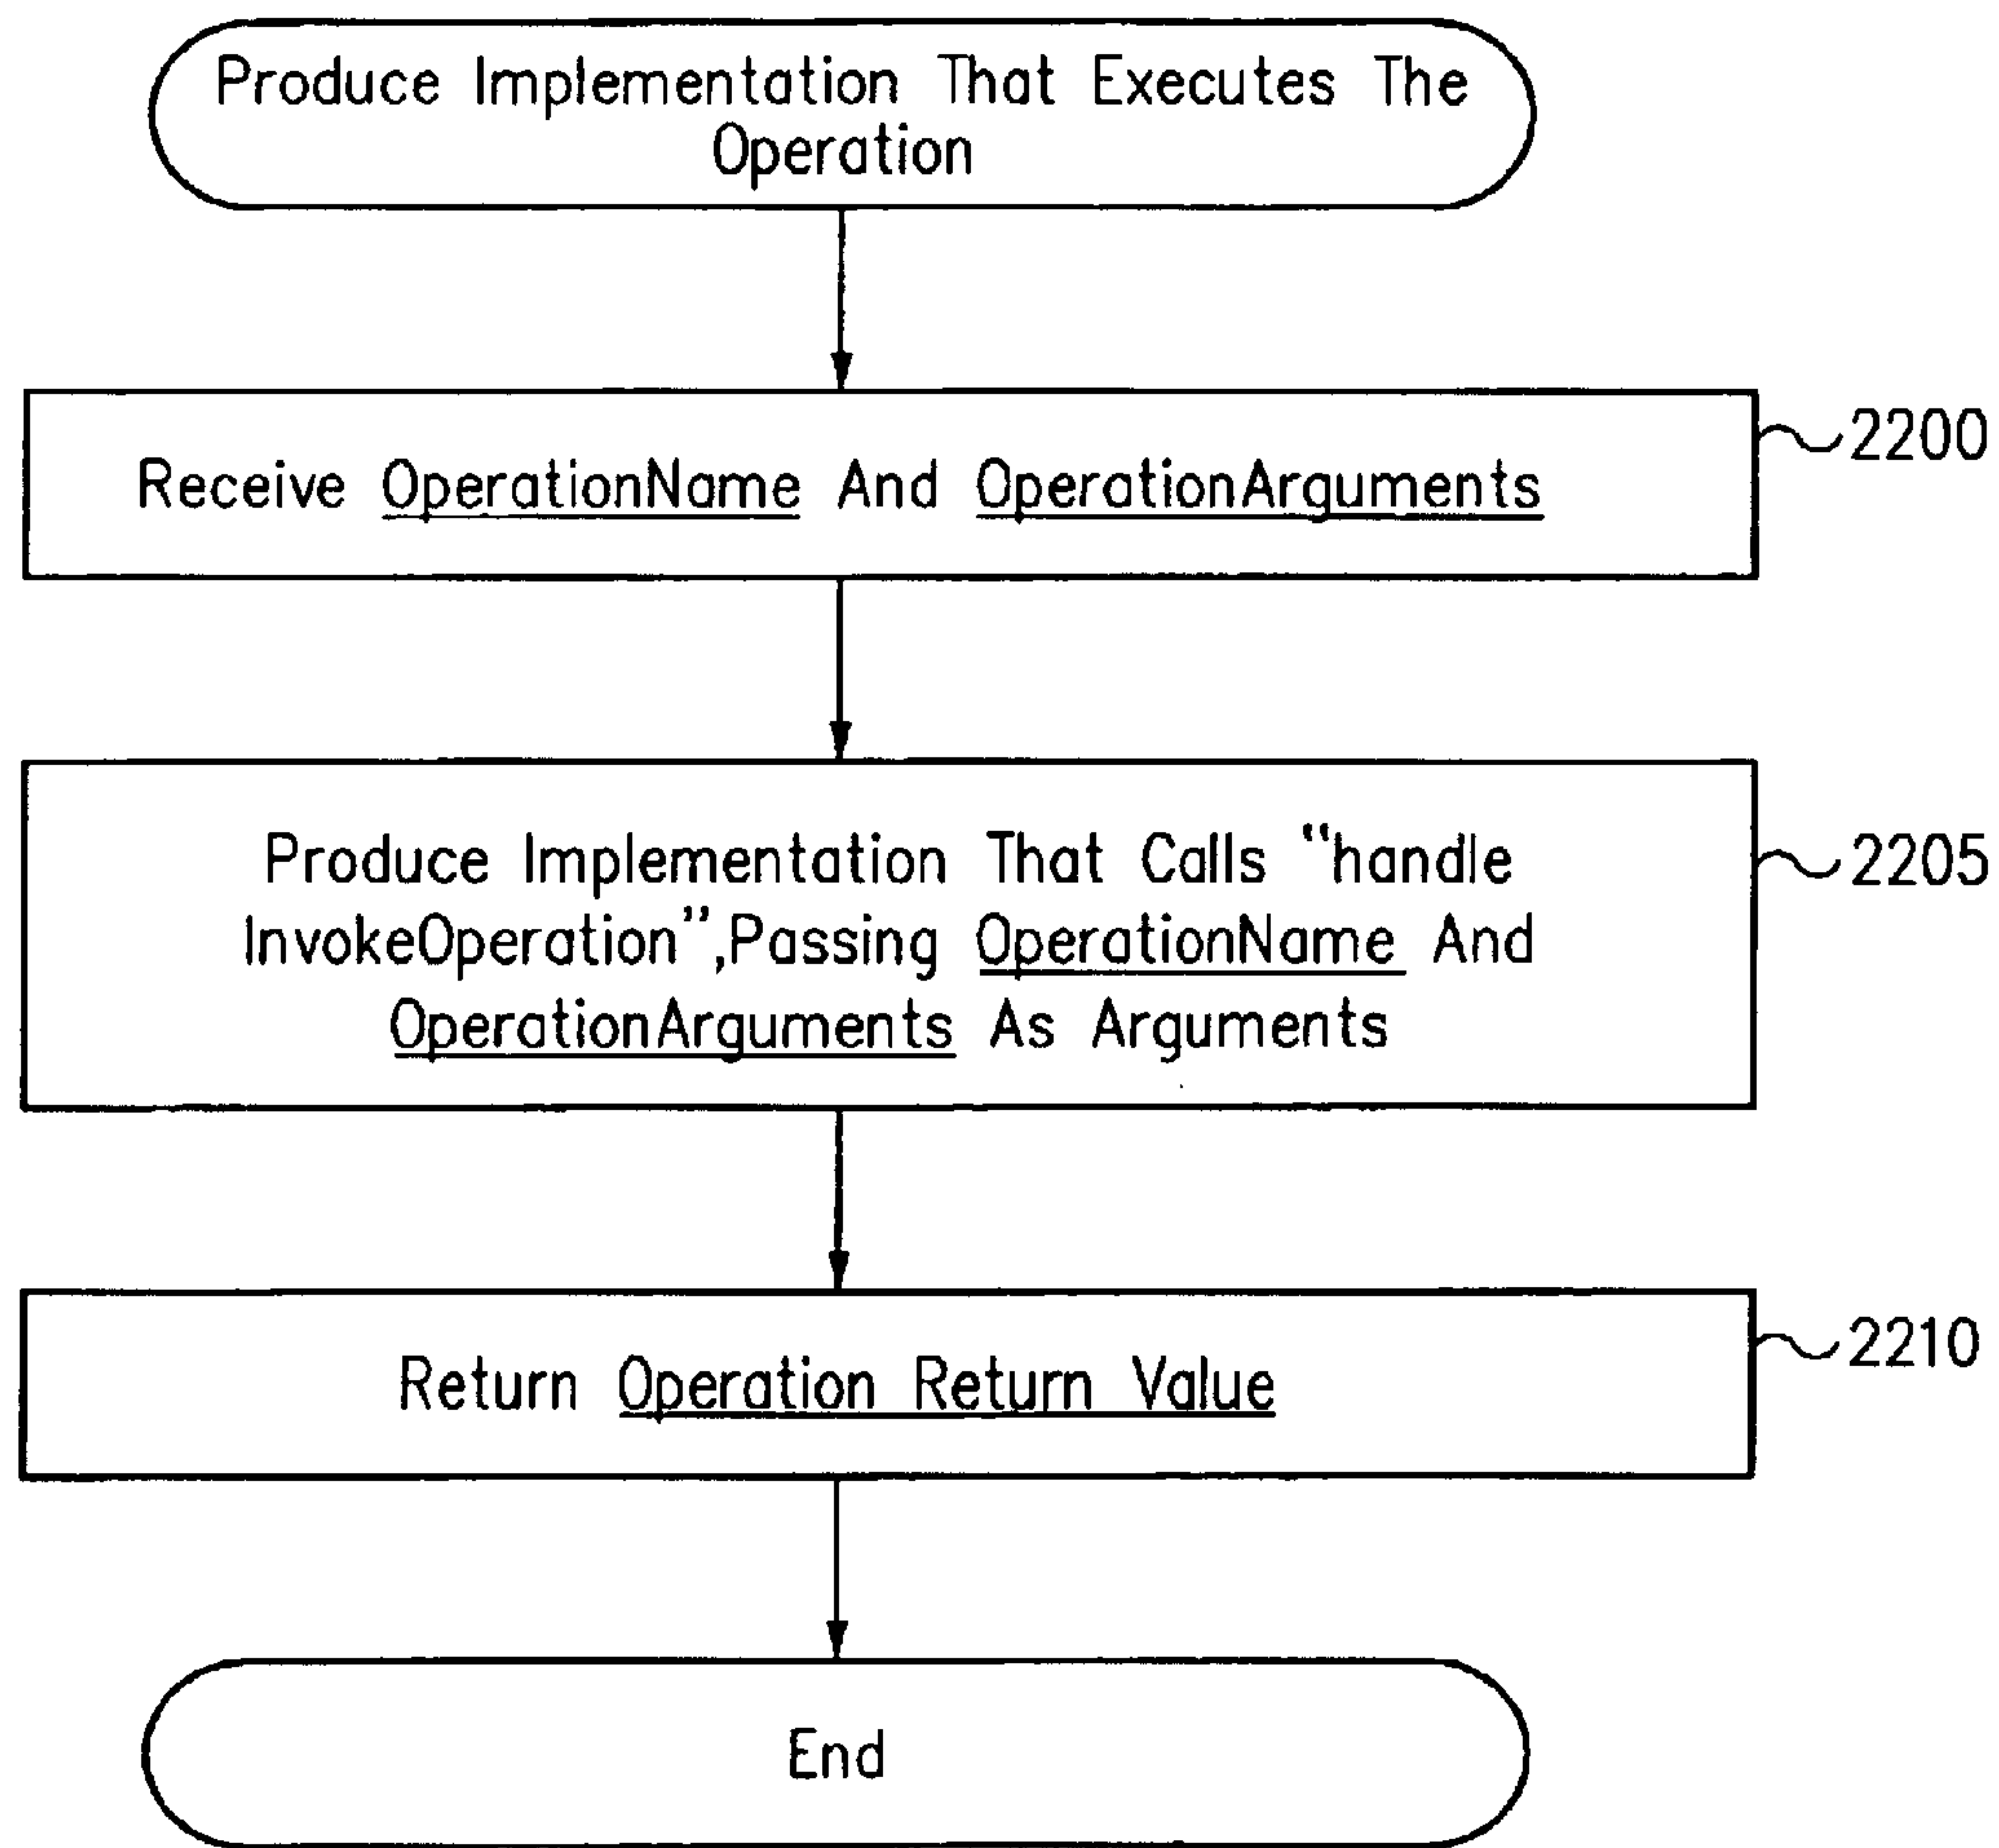 Produce Implementation That Executes The
Operation
Receive OperationName And OperationArguments
2200
Produce Implementation That Calls “handle
InvokeOperation”,Passing OperationName And
OperationArguments As Arguments
2205
Return Operation Return Value
2210
End